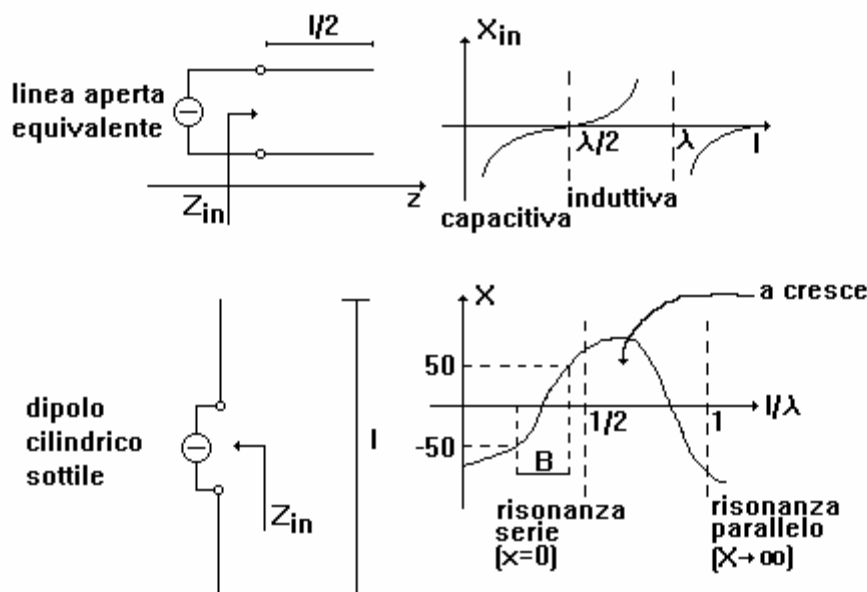 l/2
linea aperta
equivalente
Zin
z
Xin
λ/2
λ
l
capacitiva
induttiva
dipolo
cilindrico
sottile
Zin
l
X
a cresce
50
-50
B
1/2
1
l/λ
risonanza
serie
(x=0)
risonanza
parallelo
(X→∞)